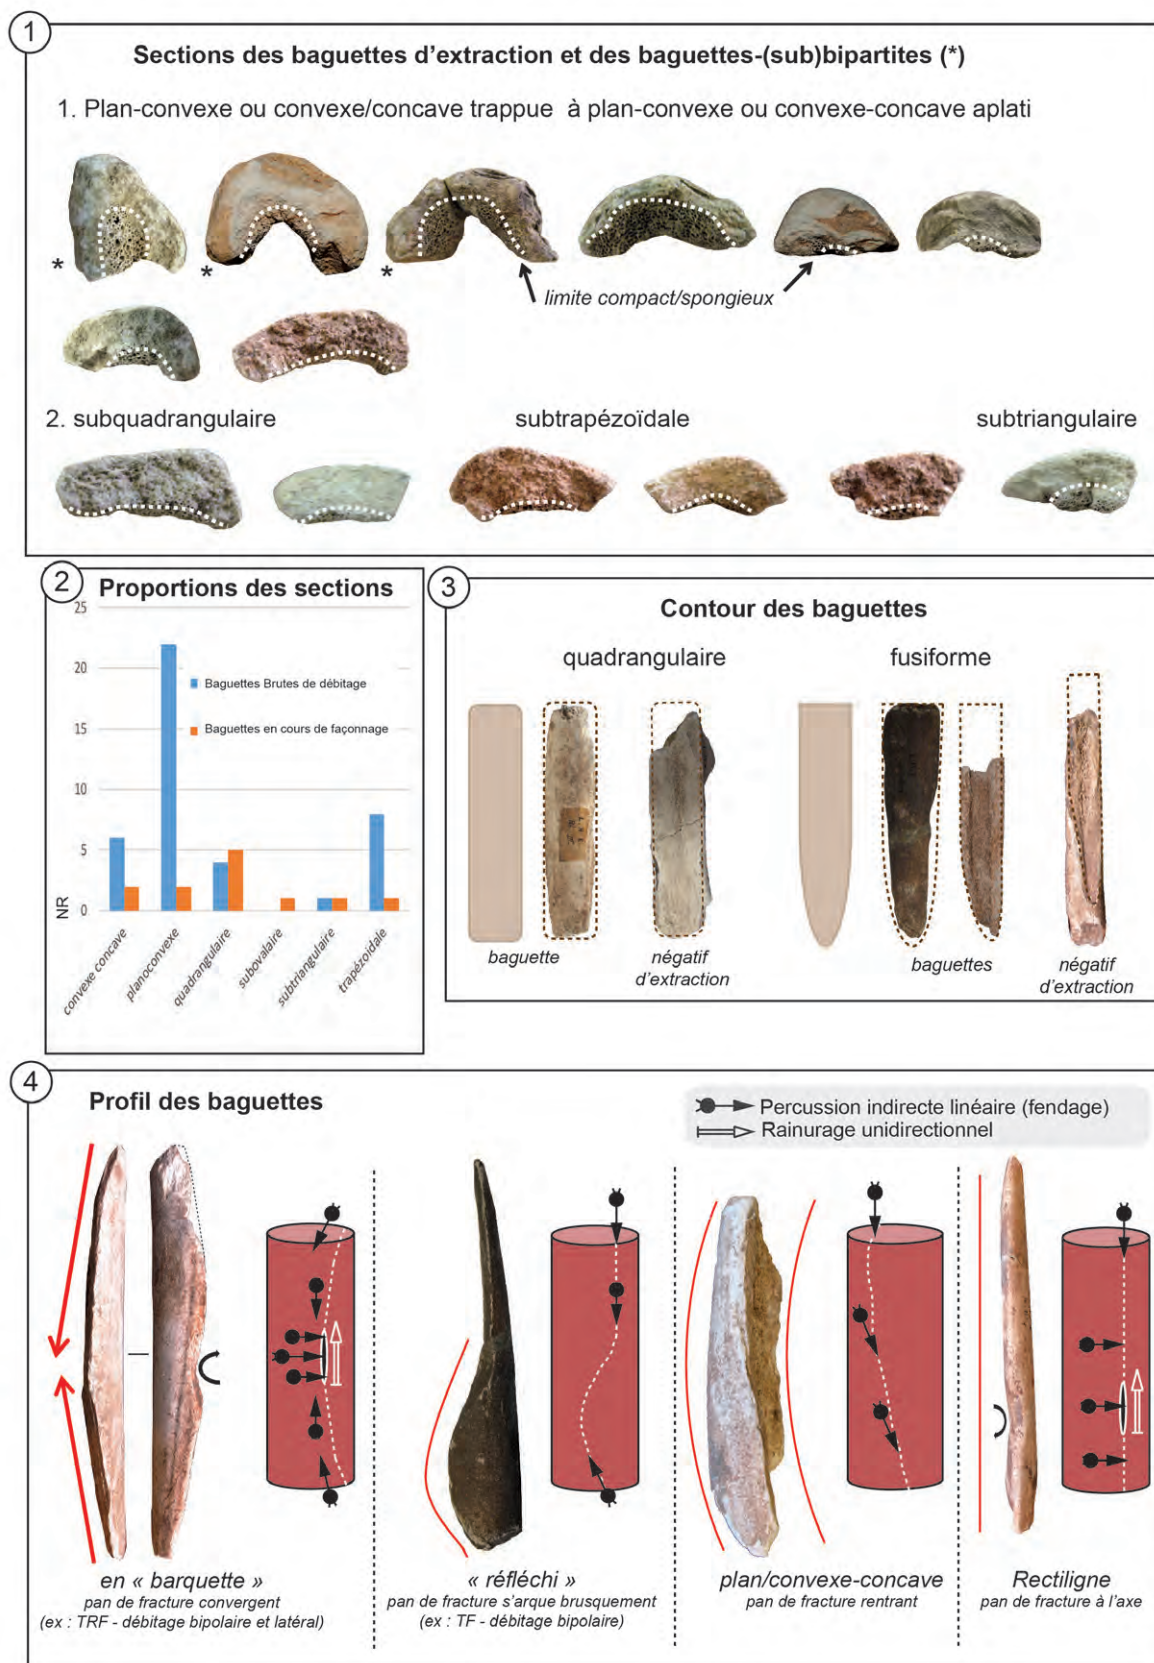 1
Sections des baguettes d'extraction et des baguettes-(sub)bipartites (*)
1. Plan-convexe ou convexe/concave trappue à plan-convexe ou convexe-concave aplati
*
*
*
limite compact/spongieux
2. subquadrangulaire
subtrapézoïdale
subtriangulaire
2
Proportions des sections
25
20
15
10
5
0
NR
Baguettes Brutes de débitage
Baguettes en cours de façonnage
convexe concave
planoconvexe
quadrangulaire
subovalaire
subtriangulaire
trapézoidale
3
Contour des baguettes
quadrangulaire
fusiforme
baguette
négatif
d'extraction
baguettes
négatif
d'extraction
4
Profil des baguettes
Percussion indirecte linéaire (fendage)
Rainurage unidirectionnel
en « barquette »
pan de fracture convergent
(ex : TRF - débitage bipolaire et latéral)
« réfléchi »
pan de fracture s'arque brusquement
(ex : TF - débitage bipolaire)
plan/convexe-concave
pan de fracture rentrant
Rectiligne
pan de fracture à l'axe